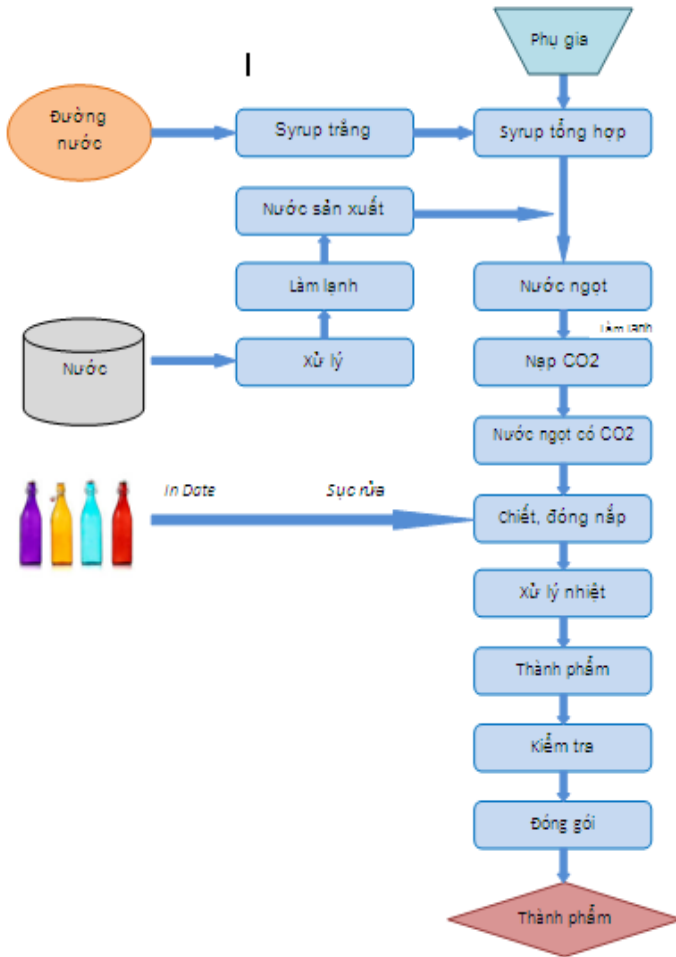 Phụ gia
Đường
nước
Syrup trắng
Syrup tổng hợp
Nước sản xuất
Làm lạnh
Nước ngọt
Làm lạnh
Nước
Xử lý
Nạp CO2
Nước ngọt có CO2
In Date
Sục rửa
Chiết, đóng nắp
Xử lý nhiệt
Thành phẩm
Kiểm tra
Đóng gói
Thành phẩm